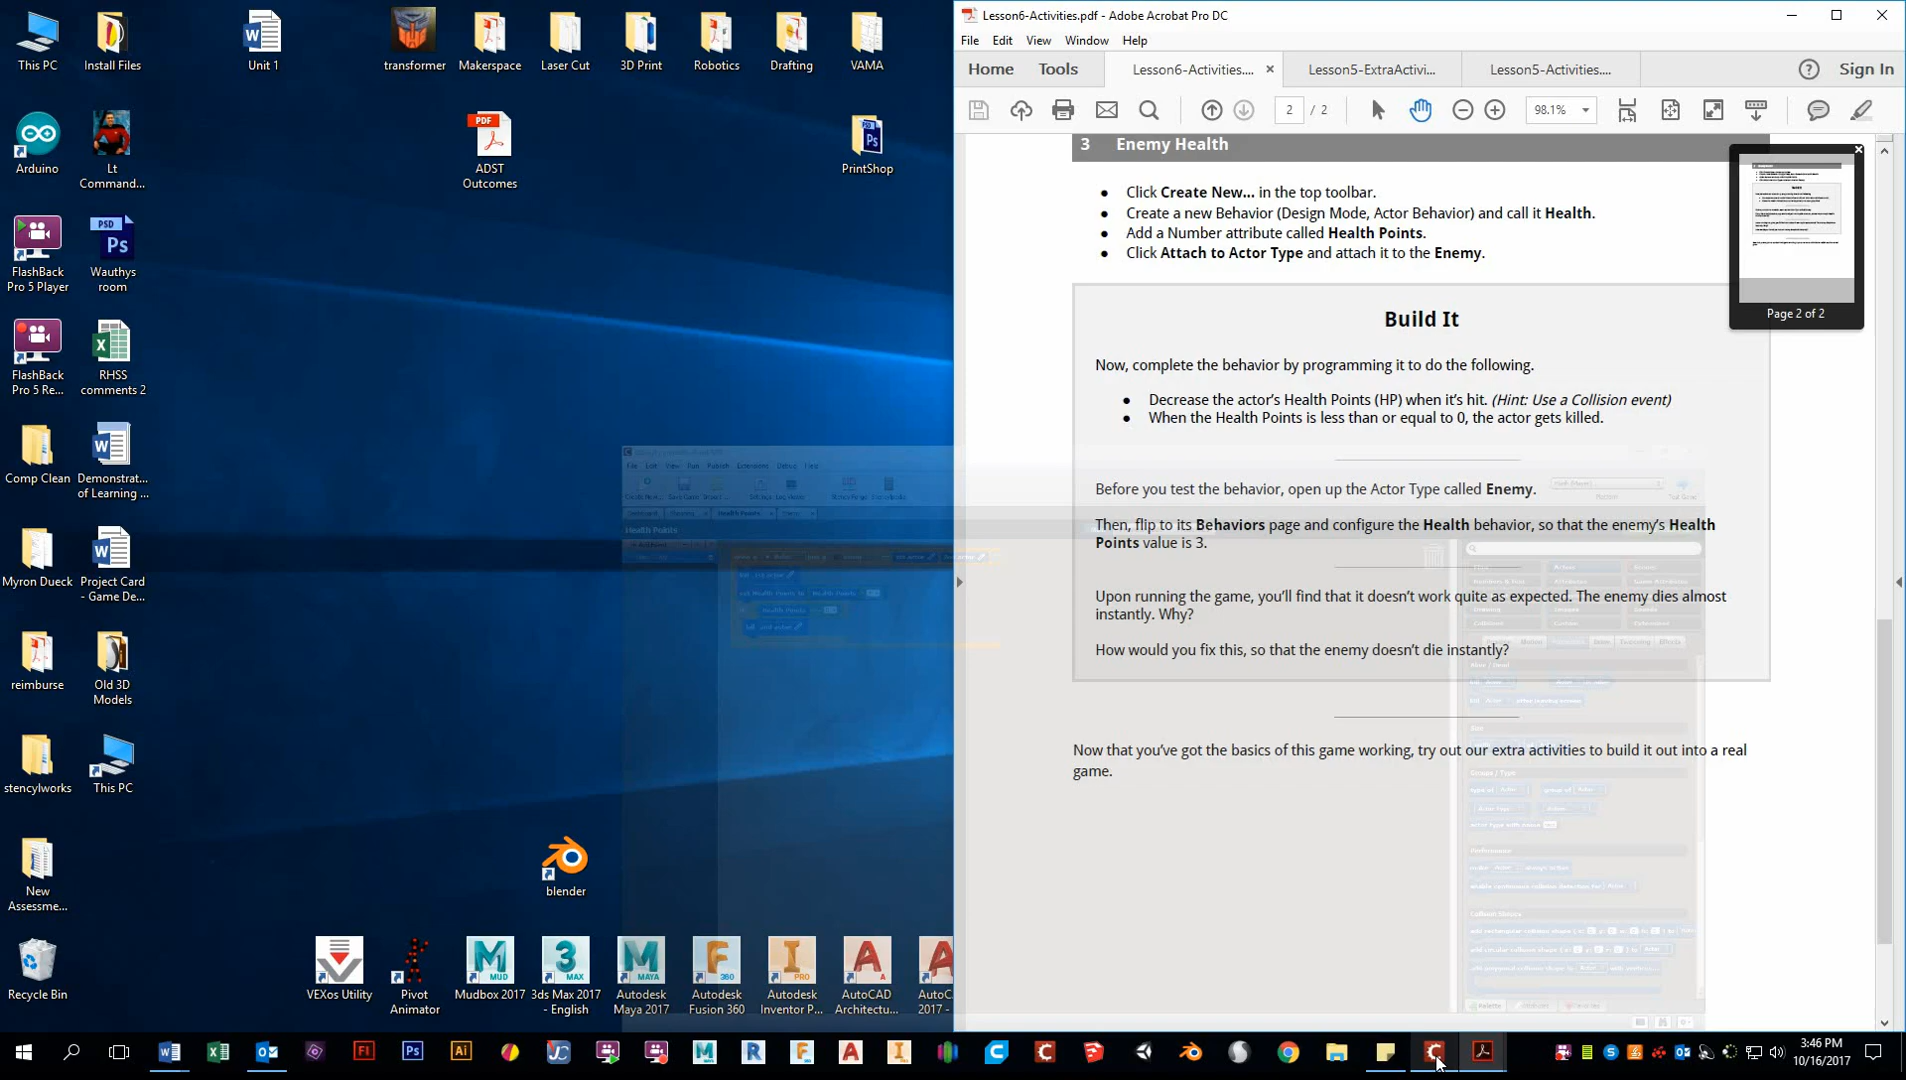 This PC
Install Files
Unit 1
transformer
Makerspace
Laser Cut
3D Print
Robotics
Drafting
VAMA
Arduino
Lt
Command...
PDF
ADST
Outcomes
PrintShop
FlashBack
Pro 5 Player
PSD
Wauthys
room
FlashBack
Pro 5 Re...
RHSS
comments 2
Comp Clean
Demonstrat...
of Learning ...
Myron Dueck
Project Card
- Game De...
reimburse
Old 3D
Models
stencylworks
This PC
New
Assessme...
blender
Recycle Bin
VEXos Utility
Pivot
Animator
Mudbox 2017
3ds Max 2017
- English
Autodesk
Maya 2017
Autodesk
Fusion 360
Autodesk
Inventor P...
AutoCAD
Architectu...
AutoC
2017 -
Lesson6-Activities.pdf - Adobe Acrobat Pro DC
File Edit View Window Help
Home Tools Lesson6-Activities.... Lesson5-ExtraActivi... Lesson5-Activities.... Sign In
2 / 2 98.1%
3 Enemy Health
● Click Create New... in the top toolbar.
● Create a new Behavior (Design Mode, Actor Behavior) and call it Health.
● Add a Number attribute called Health Points.
● Click Attach to Actor Type and attach it to the Enemy.
Page 2 of 2
Build It
Now, complete the behavior by programming it to do the following.
● Decrease the actor's Health Points (HP) when it's hit. (Hint: Use a Collision event)
● When the Health Points is less than or equal to 0, the actor gets killed.
Before you test the behavior, open up the Actor Type called Enemy.
Then, flip to its Behaviors page and configure the Health behavior, so that the enemy's Health
Points value is 3.
Upon running the game, you'll find that it doesn't work quite as expected. The enemy dies almost
instantly. Why?
How would you fix this, so that the enemy doesn't die instantly?
Now that you've got the basics of this game working, try out our extra activities to build it out into a real
game.
Health Points
3:46 PM
10/16/2017